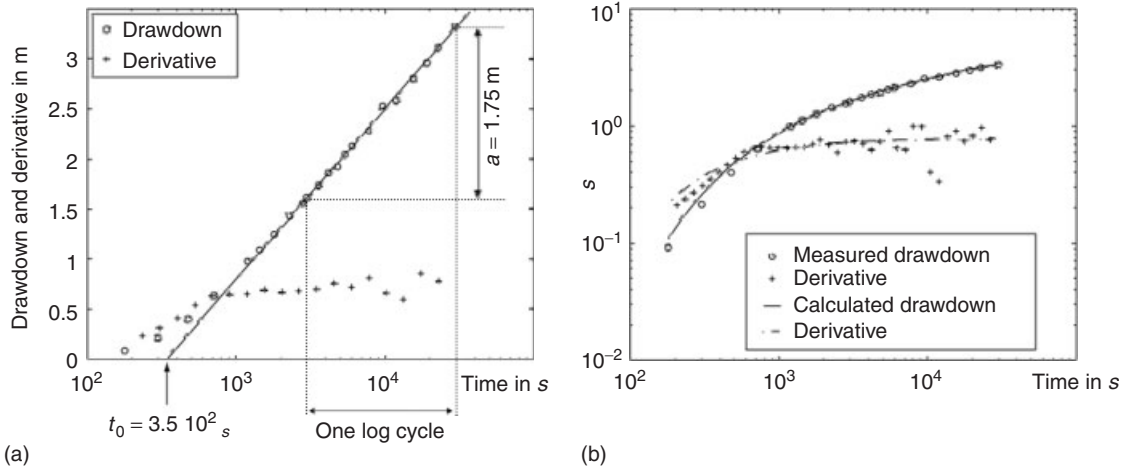 Drawdown
Derivative
Drawdown and derivative in m
3
2.5
2
1.5
1
0.5
0
10² 10³ 10⁴ Time in s
a = 1.75 m
t₀ = 3.5 10² s
One log cycle
(a)
s
10¹
10⁰
10⁻¹
10⁻²
10² 10³ 10⁴ Time in s
Measured drawdown
Derivative
Calculated drawdown
Derivative
(b)